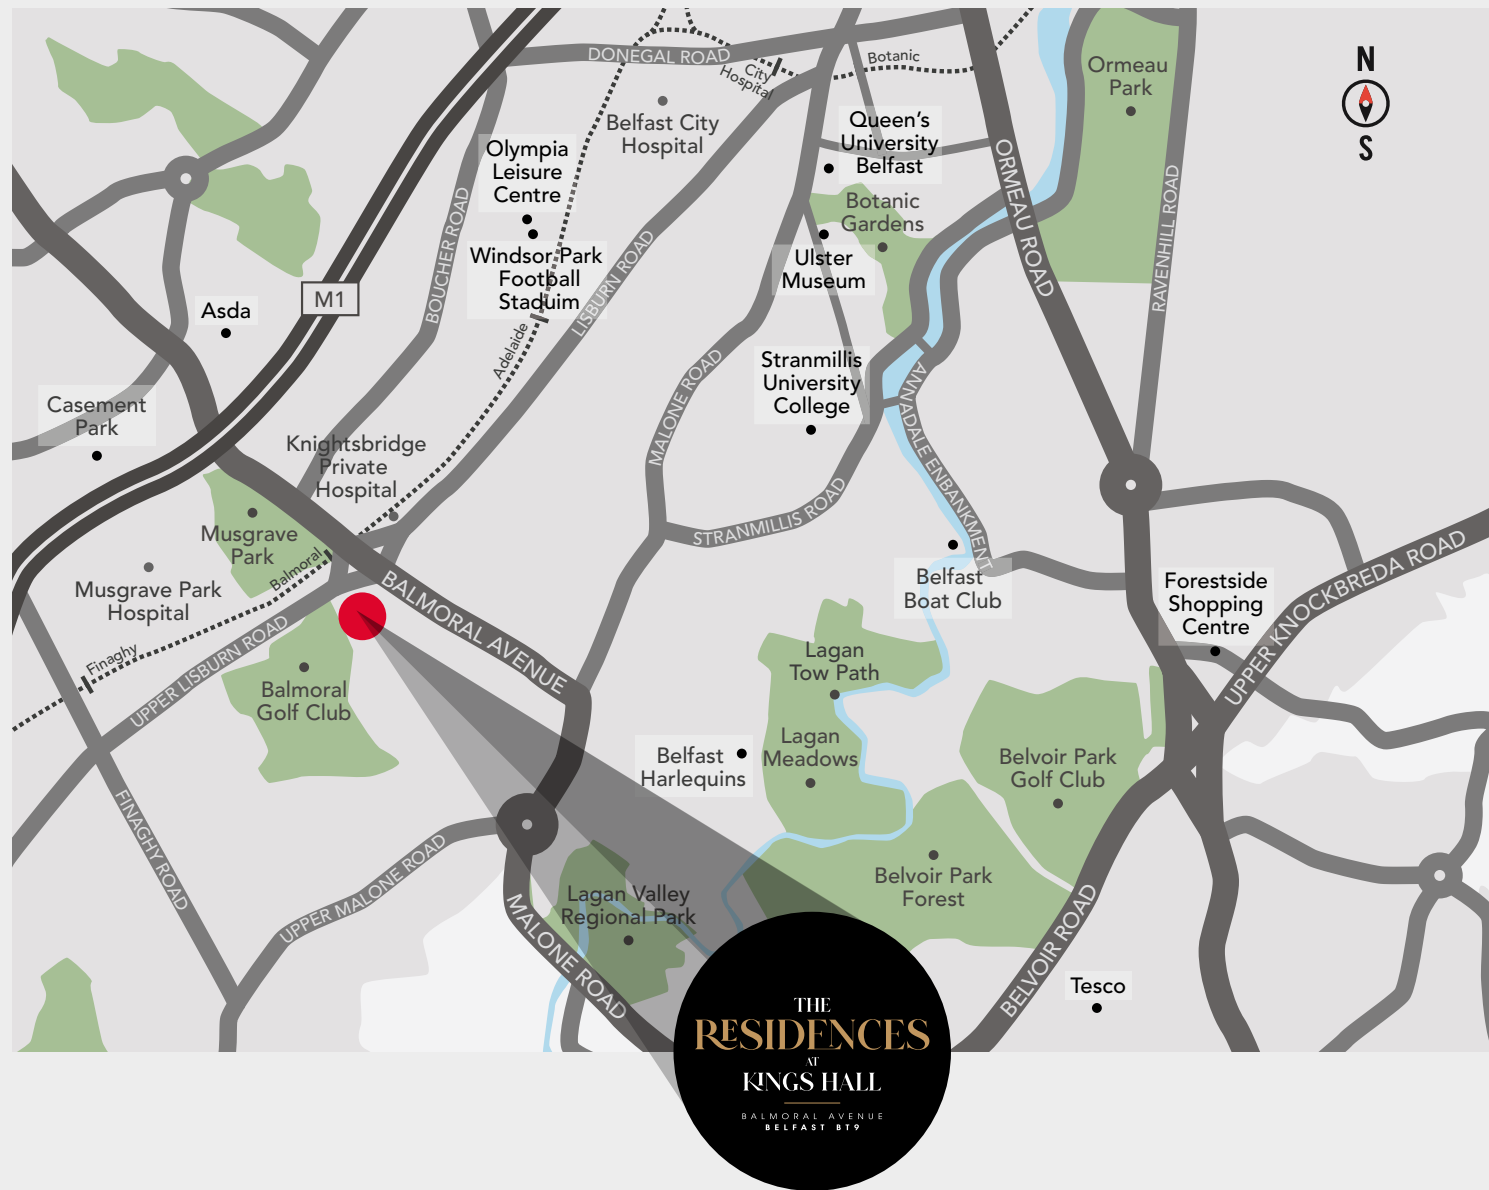 DONEGAL ROAD
City
Hospital
Botanic
Ormeau
Park
N
S
Belfast City
Hospital
Queen's
University
Belfast
Olympia
Leisure
Centre
ORMEAU ROAD
RAVENHILL ROAD
Botanic
Gardens
BOUCHER ROAD
LISBURN ROAD
Windsor Park
Football
Staduim
Ulster
Museum
M1
Asda
Adelaide
MALONE ROAD
Stranmillis
University
College
ANNADALE ENBANKMENT
Casement
Park
Knightsbridge
Private
Hospital
STRANMILLIS ROAD
Musgrave
Park
Balmoral
Musgrave Park
Hospital
BALMORAL AVENUE
Belfast
Boat Club
Forestside
Shopping
Centre
UPPER KNOCKBREDA ROAD
Finaghy
UPPER LISBURN ROAD
Lagan
Tow Path
Balmoral
Golf Club
Belfast
Harlequins
Lagan
Meadows
Belvoir Park
Golf Club
FINAGHY ROAD
UPPER MALONE ROAD
Belvoir Park
Forest
Lagan Valley
Regional Park
MALONE ROAD
BELVOIR ROAD
Tesco
THE
RESIDENCES
AT
KINGS HALL
BALMORAL AVENUE
BELFAST BT9